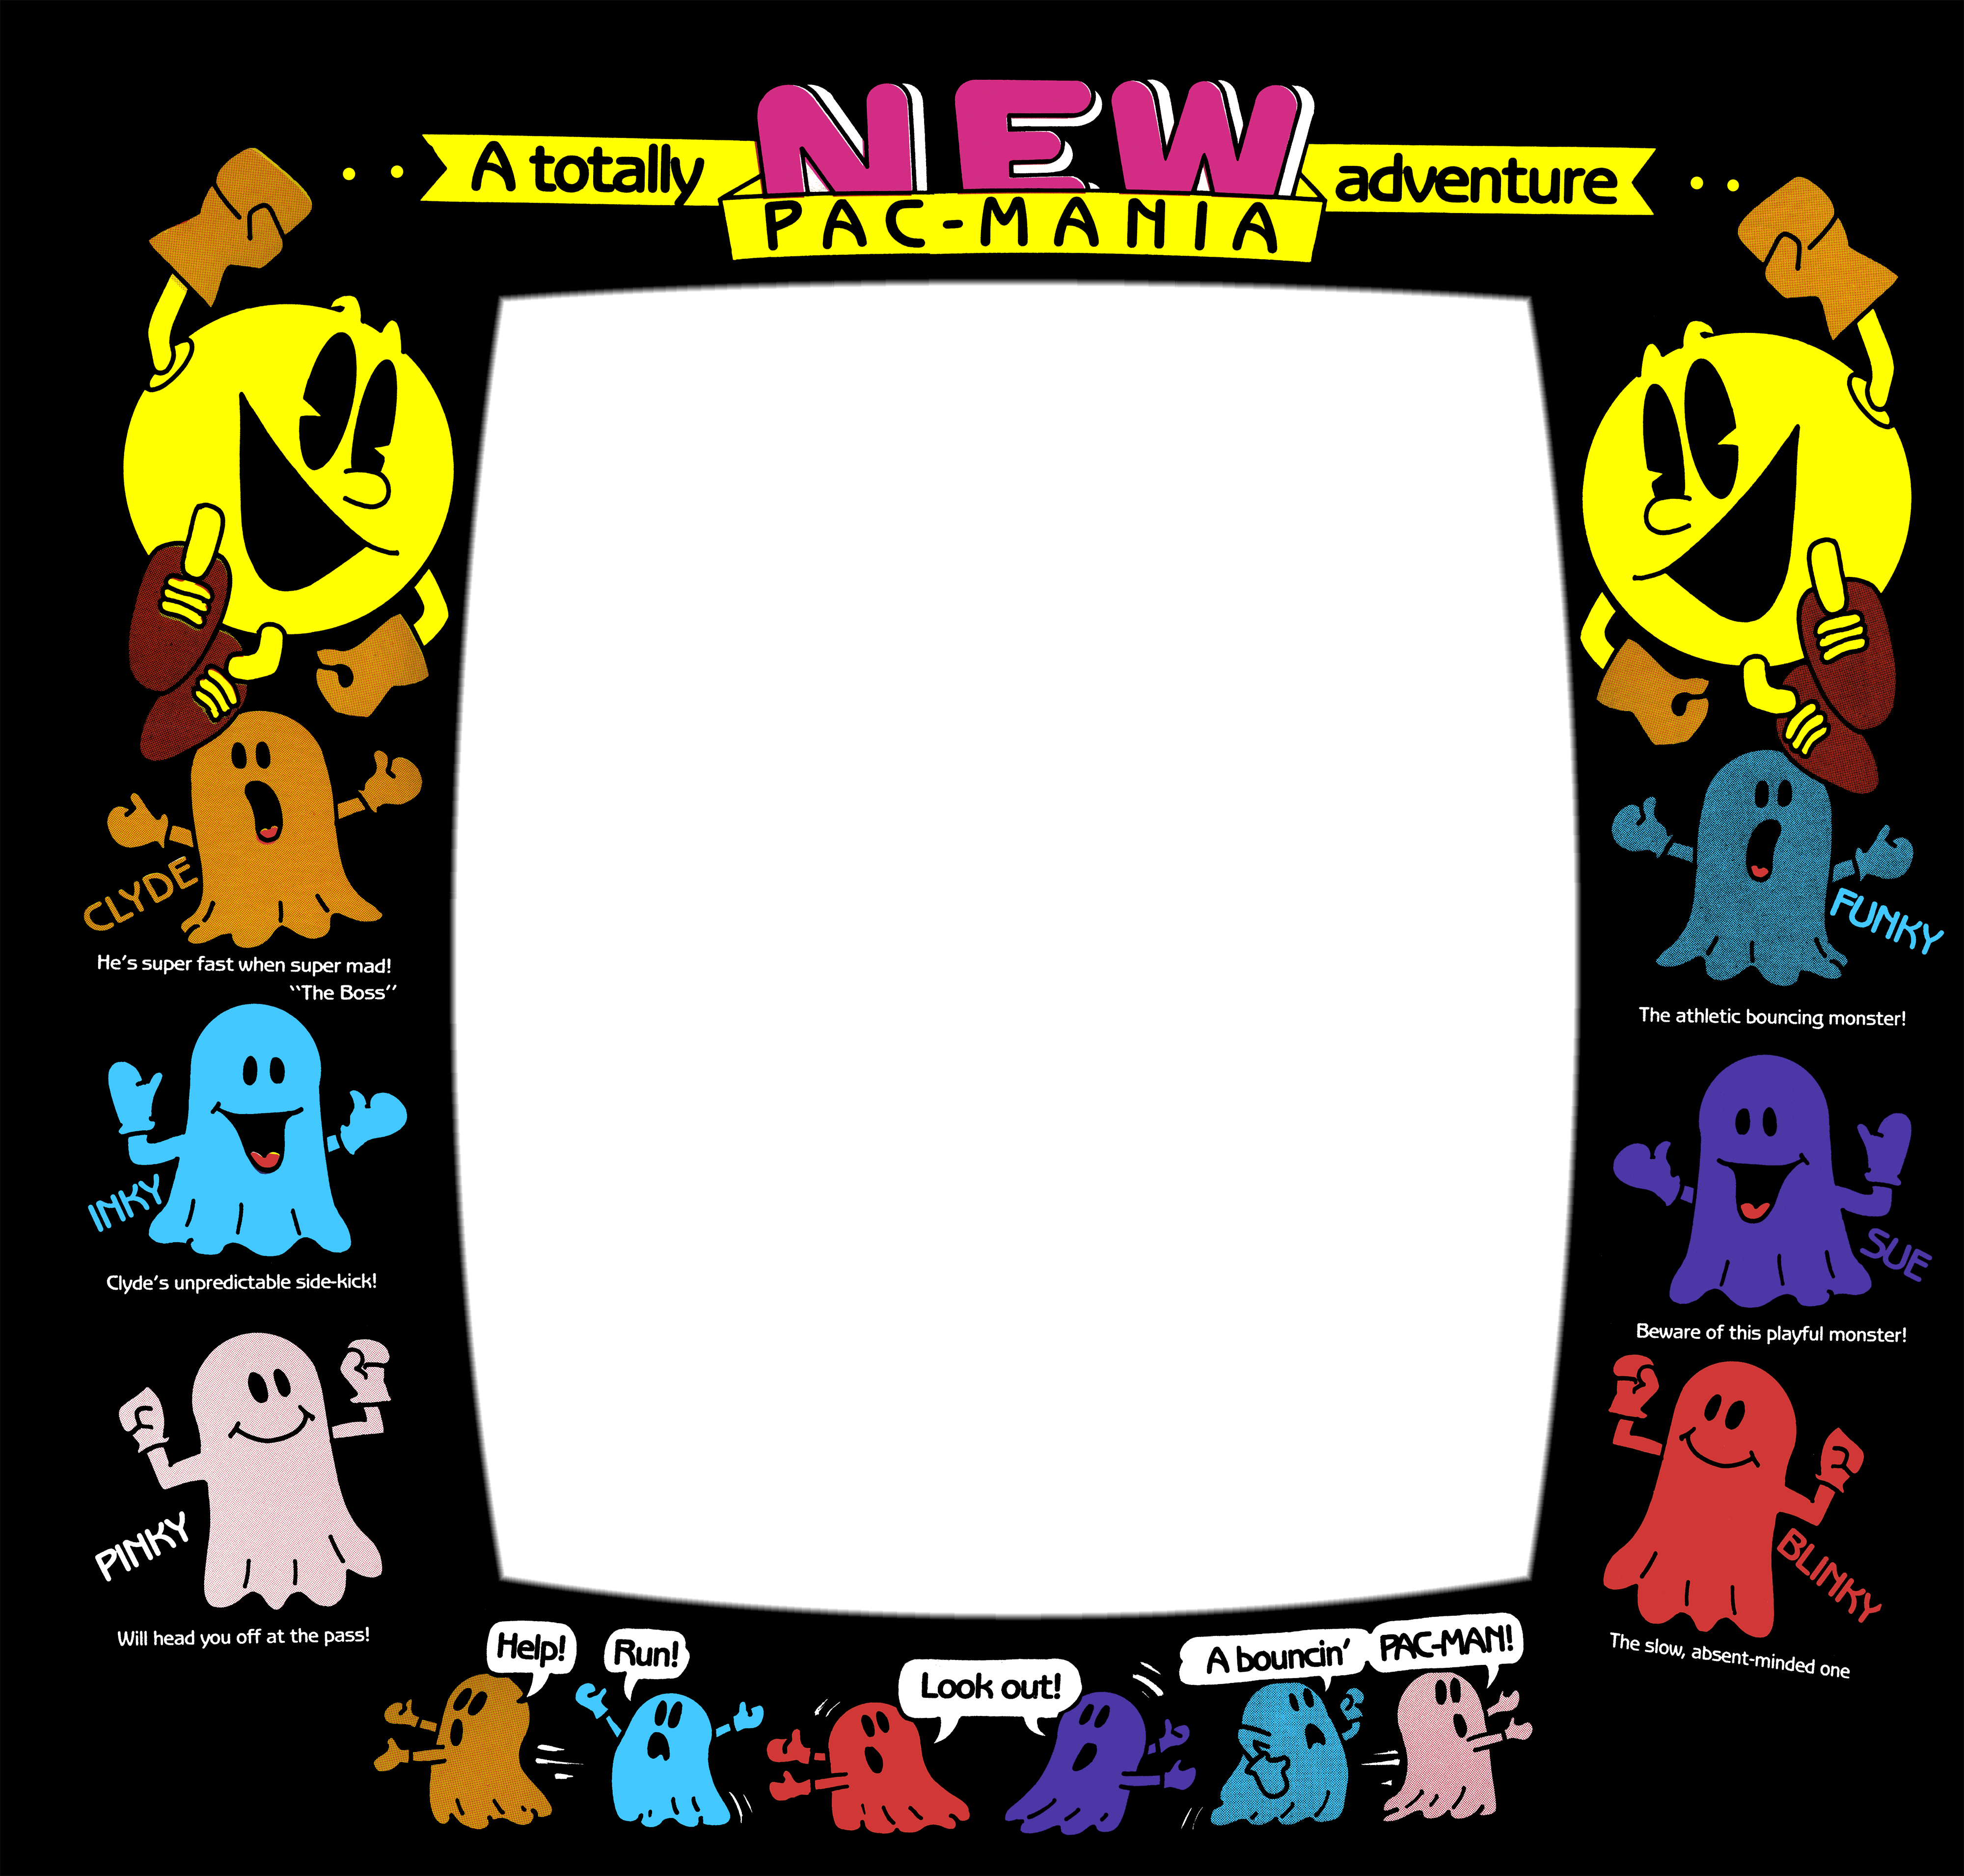 A totally NEW adventure
PAC-MANIA
CLYDE
He's super fast when super mad!
"The Boss"
INKY
Clyde's unpredictable side-kick!
PINKY
Will head you off at the pass!
FUNKY
The athletic bouncing monster!
SUE
Beware of this playful monster!
BLINKY
The slow, absent-minded one
Help!
Run!
Look out!
A bouncin'
PAC-MAN!